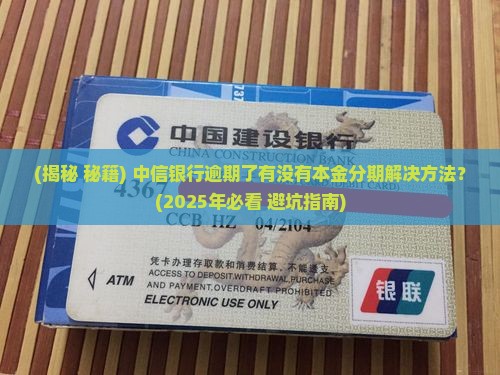 737
中国建设银行
CHINA CONSTRUCTION BANK
(揭秘 秘籍) 中信银行逾期了有没有本金分期解决方法？
4367
(2025年必看 避坑指南)
CCB HZ 04/2104
凭卡办理存取款和消费结算，不能透支。
ACCESS TO DEPOSIT.WITHDRAWAL,PURCHASE
AND PAYMENT.OVERDRAFT PROHIBITED.
ATM
ELECTRONIC USE ONLY
银联